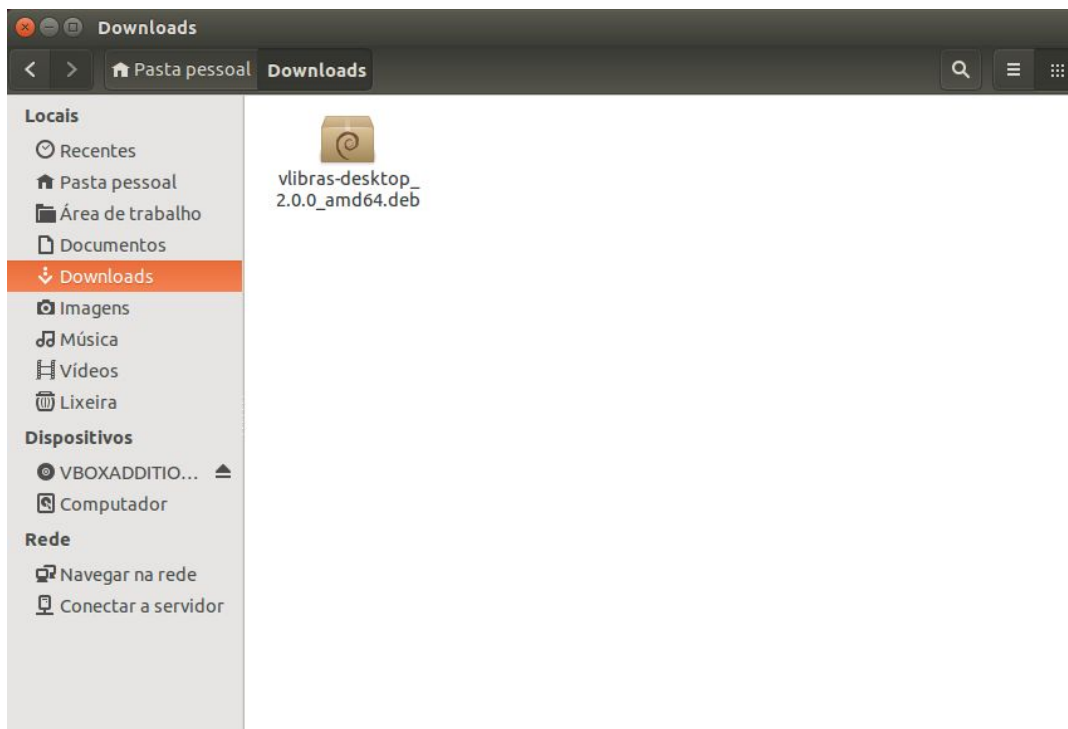 Downloads
Pasta pessoal Downloads
Locais
Recentes
Pasta pessoal
Área de trabalho
Documentos
Downloads
Imagens
Música
Vídeos
Lixeira
Dispositivos
VBOXADDITIO...
Computador
Rede
Navegar na rede
Conectar a servidor
vlibras-desktop_
2.0.0_amd64.deb